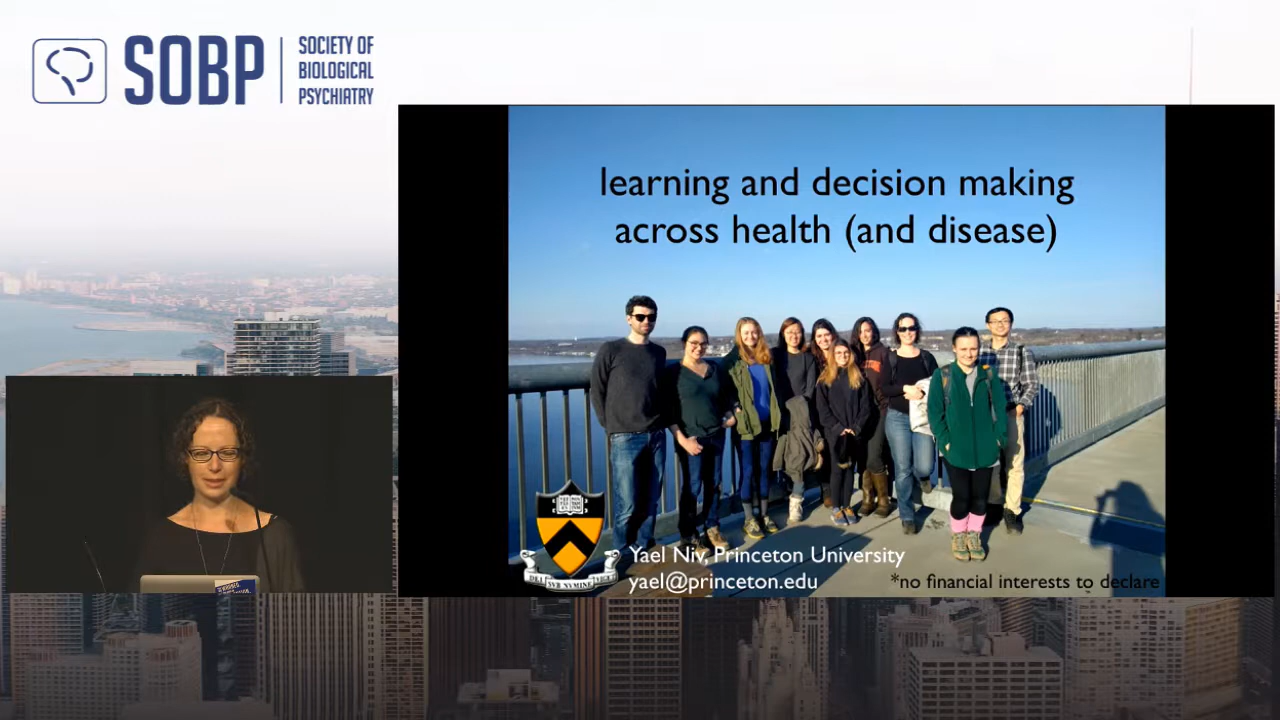 SOBP
SOCIETY OF
BIOLOGICAL
PSYCHIATRY
learning and decision making
across health (and disease)
Yael Niv, Princeton University
yael@princeton.edu
*no financial interests to declare